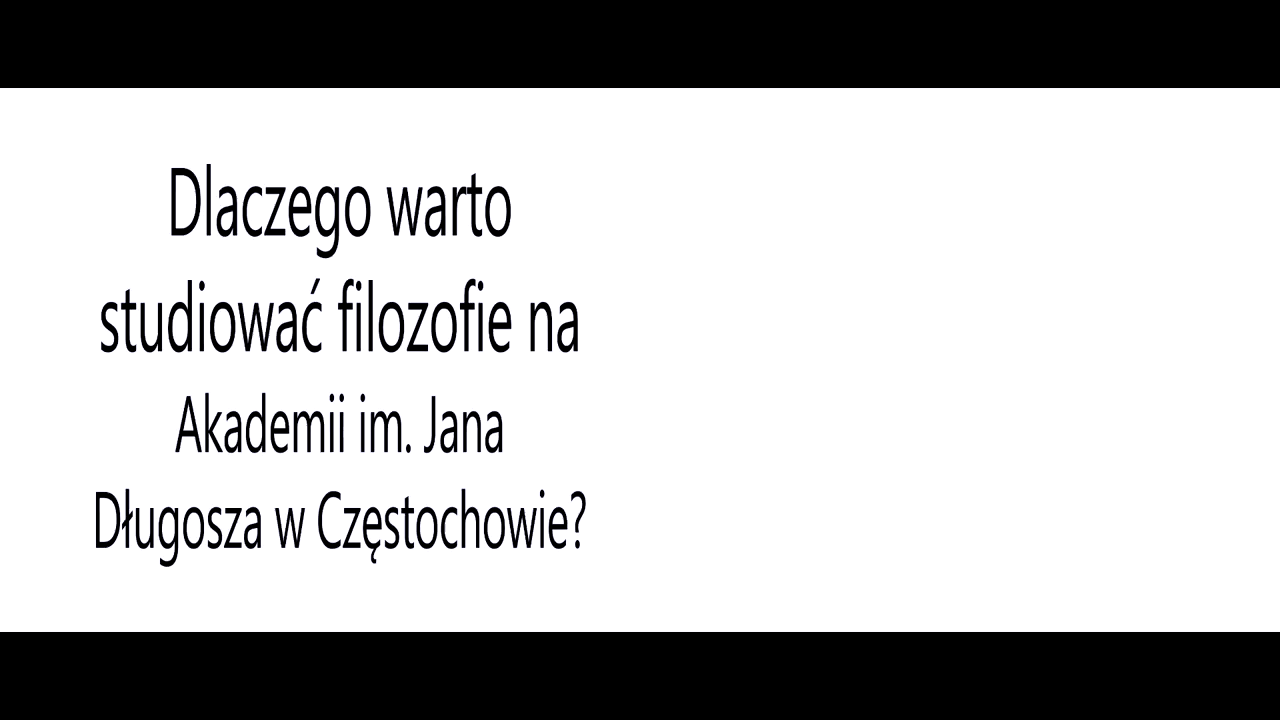 Dlaczego warto
studiować filozofie na
Akademii im. Jana
Długosza w Częstochowie?